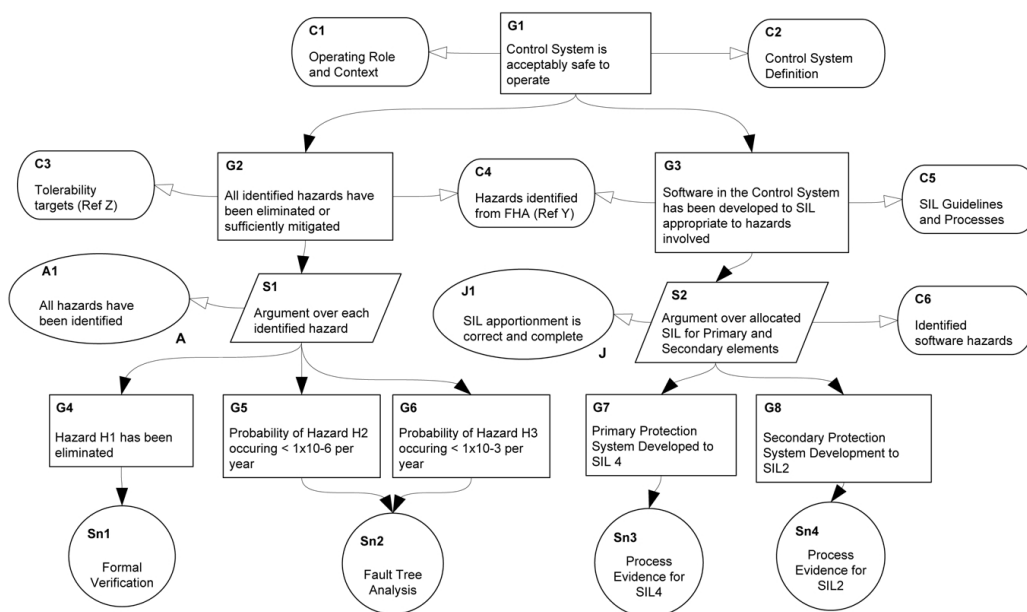 C1
Operating Role
and Context
G1
Control System is
acceptably safe to
operate
C2
Control System
Definition
C3
Tolerability
targets (Ref Z)
G2
All identified hazards have
been eliminated or
sufficiently mitigated
C4
Hazards identified
from FHA (Ref Y)
G3
Software in the Control System
has been developed to SIL
appropriate to hazards
involved
C5
SIL Guidelines
and Processes
A1
All hazards have
been identified
A
S1
Argument over each
identified hazard
J1
SIL apportionment is
correct and complete
J
S2
Argument over allocated
SIL for Primary and
Secondary elements
C6
Identified
software hazards
G4
Hazard H1 has been
eliminated
G5
Probability of Hazard H2
occuring < 1x10-6 per
year
G6
Probability of Hazard H3
occuring < 1x10-3 per
year
G7
Primary Protection
System Developed to
SIL 4
G8
Secondary Protection
System Development to
SIL2
Sn1
Formal
Verification
Sn2
Fault Tree
Analysis
Sn3
Process
Evidence for
SIL4
Sn4
Process
Evidence for
SIL2